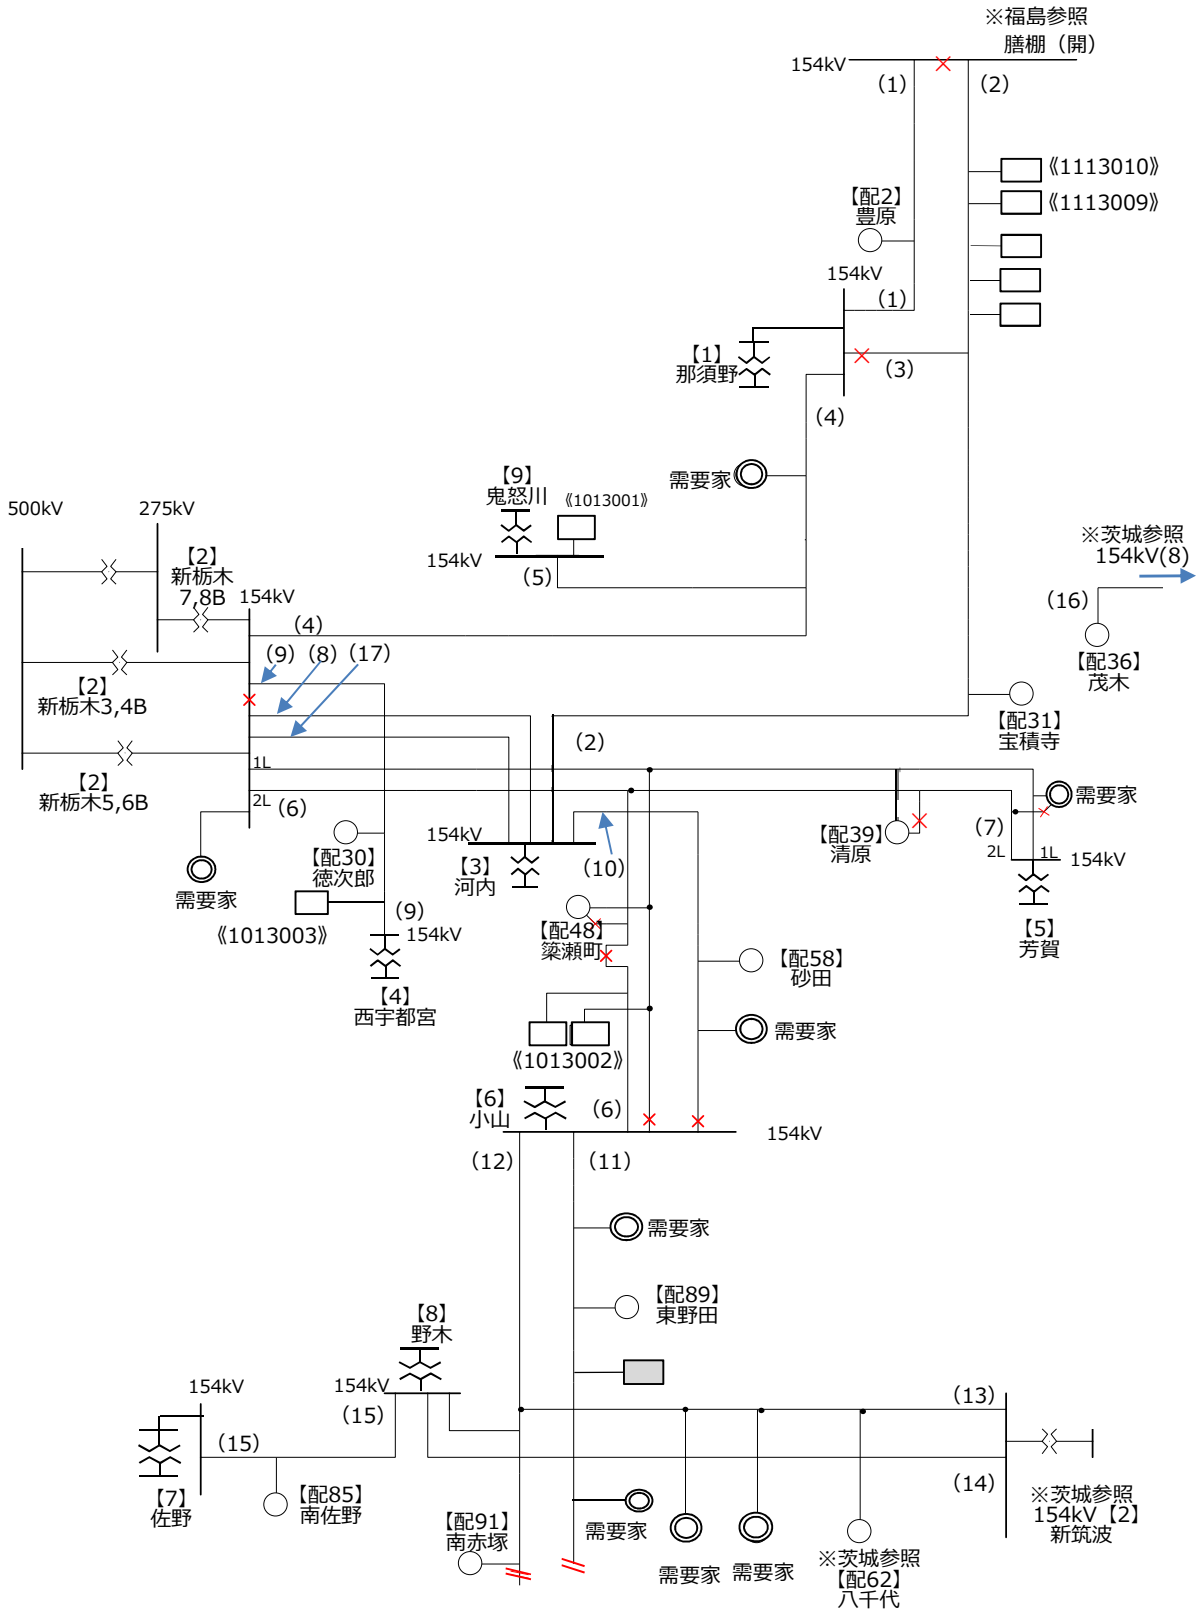 ※福島参照
膳棚（開）
154kV
（1）
（2）
《1113010》
《1113009》
【配2】
豊原
154kV
（1）
【1】
那須野
（3）
（4）
需要家
【9】
鬼怒川
《1013001》
154kV
（5）
500kV
275kV
【2】
新栃木
7,8B
154kV
（4）
※茨城参照
154kV(8)
（16）
【配36】
茂木
（9）
（8）
（17）
【2】
新栃木3,4B
【配31】
宝積寺
（2）
1L
2L
【2】
新栃木5,6B
（6）
需要家
【配30】
徳次郎
154kV
【3】
河内
（10）
【配39】
清原
（7）
需要家
2L
1L
154kV
【5】
芳賀
需要家
《1013003》
（9）
154kV
【4】
西宇都宮
【配48】
簗瀬町
【配58】
砂田
需要家
《1013002》
【6】
小山
（6）
154kV
（12）
（11）
需要家
【配89】
東野田
【8】
野木
154kV
154kV
（15）
（15）
（13）
（14）
【7】
佐野
【配85】
南佐野
【配91】
南赤塚
需要家
需要家
需要家
※茨城参照
【配62】
八千代
※茨城参照
154kV【2】
新筑波